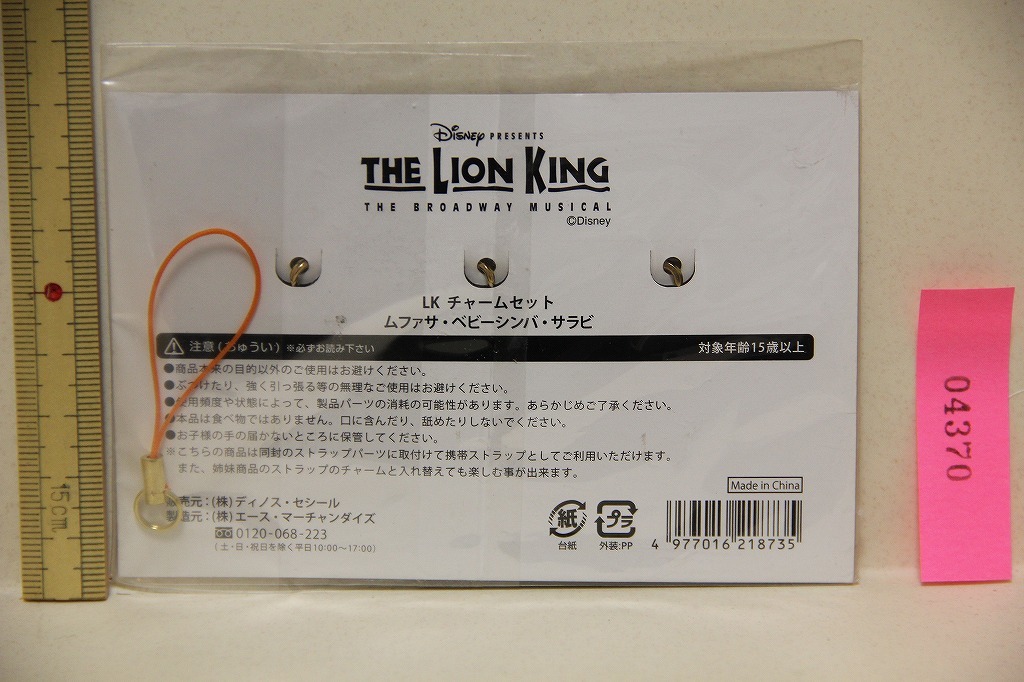 Disney PRESENTS
THE LION KING
THE BROADWAY MUSICAL
©Disney
LK チャームセット
ムファサ・ベビーシンバ・サラビ
注意(ちゅうい) ※必ずお読み下さい 対象年齢15歳以上
●商品本来の目的以外のご使用はお避けください。
●ぶつけたり、強く引っ張る等の無理なご使用はお避けください。
●使用頻度や状態によって、製品パーツの消耗の可能性があります。あらかじめご了承ください。
●本品は食べ物ではありません。口に含んだり、舐めたりしないでください。
●お子様の手の届かないところに保管してください。
※こちらの商品は同封のストラップパーツに取付けて携帯ストラップとしてご利用いただけます。
また、姉妹商品のストラップのチャームと入れ替えても楽しむ事が出来ます。
Made in China
売元:(株)ディノス・セシール
製造元:(株)エース・マーチャンダイズ
0120-068-223
(土・日・祝日を除く平日10:00〜17:00)
紙
台紙
プラ
外装:PP
4 977016 218735
15cm
04370